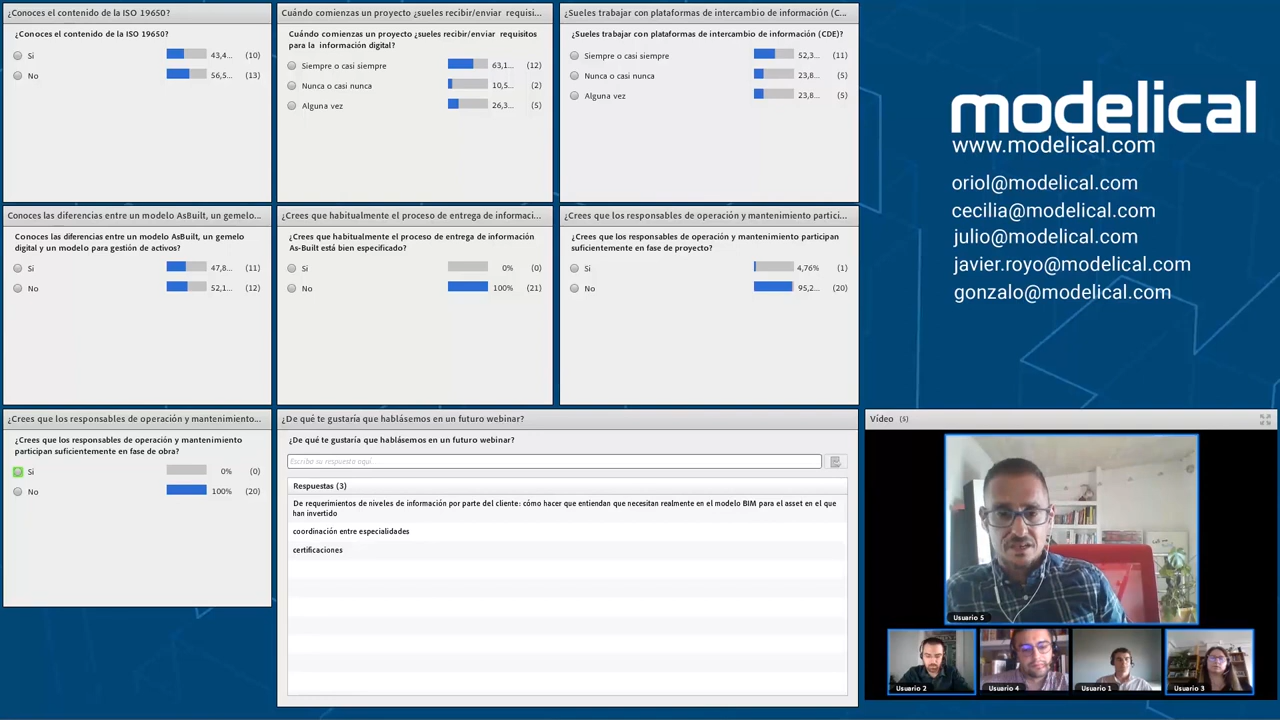 ¿Conoces el contenido de la ISO 19650?
¿Conoces el contenido de la ISO 19650?
Si 43,4... (10)
No 56,5... (13)
Cuándo comienzas un proyecto ¿sueles recibir/enviar requisi...
Cuándo comienzas un proyecto ¿sueles recibir/enviar requisitos
para la información digital?
Siempre o casi siempre 63,1... (12)
Nunca o casi nunca 10,5... (2)
Alguna vez 26,3... (5)
¿Sueles trabajar con plataformas de intercambio de información (C...
¿Sueles trabajar con plataformas de intercambio de información (CDE)?
Siempre o casi siempre 52,3... (11)
Nunca o casi nunca 23,8... (5)
Alguna vez 23,8... (5)
Conoces las diferencias entre un modelo AsBuilt, un gemelo...
Conoces las diferencias entre un modelo AsBuilt, un gemelo
digital y un modelo para gestión de activos?
Si 47,8... (11)
No 52,1... (12)
¿Crees que habitualmente el proceso de entrega de informaci...
¿Crees que habitualmente el proceso de entrega de información
As-Built está bien especificado?
Si 0% (0)
No 100% (21)
¿Crees que los responsables de operación y mantenimiento partici...
¿Crees que los responsables de operación y mantenimiento participan
suficientemente en fase de proyecto?
Si 4,76% (1)
No 95,2... (20)
¿Crees que los responsables de operación y mantenimiento...
¿Crees que los responsables de operación y mantenimiento
participan suficientemente en fase de obra?
Si 0% (0)
No 100% (20)
¿De qué te gustaría que hablásemos en un futuro webinar?
¿De qué te gustaría que hablásemos en un futuro webinar?
Escriba su respuesta aquí...
Respuestas (3)
De requerimientos de niveles de información por parte del cliente: cómo hacer que entiendan que necesitan realmente en el modelo BIM para el asset en el que
han invertido
coordinación entre especialidades
certificaciones
modelical
www.modelical.com
oriol@modelical.com
cecilia@modelical.com
julio@modelical.com
javier.royo@modelical.com
gonzalo@modelical.com
Vídeo (5)
Usuario 5
Usuario 2
Usuario 4
Usuario 1
Usuario 3